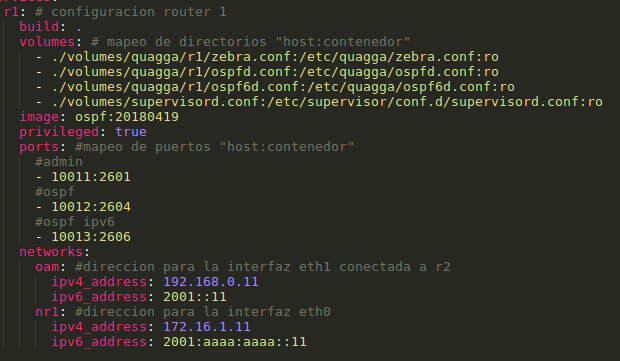 r1: # configuracion router 1
build: .
volumes: # mapeo de directorios "host:contenedor"
- ./volumes/quagga/r1/zebra.conf:/etc/quagga/zebra.conf:ro
- ./volumes/quagga/r1/ospfd.conf:/etc/quagga/ospfd.conf:ro
- ./volumes/quagga/r1/ospf6d.conf:/etc/quagga/ospf6d.conf:ro
- ./volumes/supervisord.conf:/etc/supervisor/conf.d/supervisord.conf:ro
image: ospf:20180419
privileged: true
ports: #mapeo de puertos "host:contenedor"
#admin
- 10011:2601
#ospf
- 10012:2604
#ospf ipv6
- 10013:2606
networks:
oam: #direccion para la interfaz eth1 conectada a r2
ipv4_address: 192.168.0.11
ipv6_address: 2001::11
nr1: #direccion para la interfaz eth0
ipv4_address: 172.16.1.11
ipv6_address: 2001:aaaa:aaaa::11